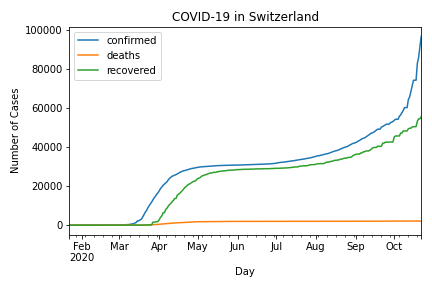 COVID-19 in Switzerland
confirmed
deaths
recovered
Number of Cases
100000
80000
60000
40000
20000
0
Feb Mar Apr May Jun Jul Aug Sep Oct
2020
Day